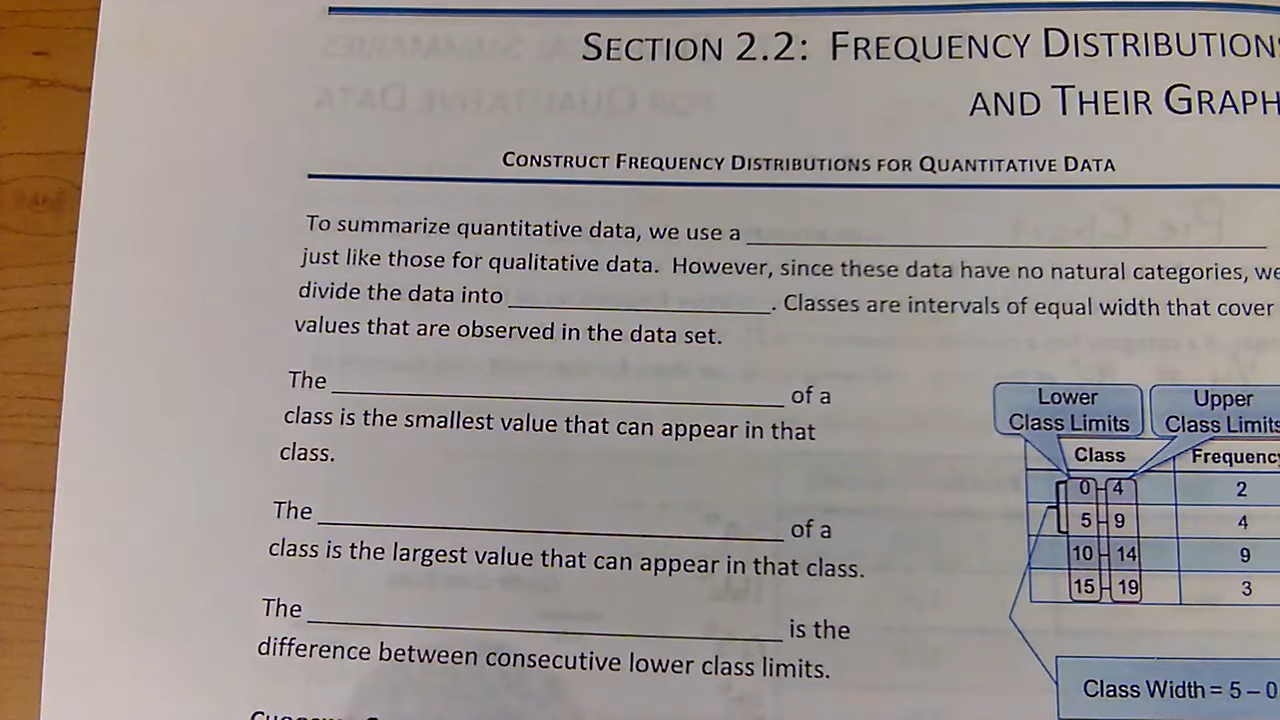 SECTION 2.2: FREQUENCY DISTRIBUTION
AND THEIR GRAPH
CONSTRUCT FREQUENCY DISTRIBUTIONS FOR QUANTITATIVE DATA
To summarize quantitative data, we use a
just like those for qualitative data. However, since these data have no natural categories, we
divide the data into . Classes are intervals of equal width that cover
values that are observed in the data set.
The of a
class is the smallest value that can appear in that
class.
The of a
class is the largest value that can appear in that class.
The is the
difference between consecutive lower class limits.
Lower
Class Limits
Upper
Class Limits
Class Frequency
0 - 4 2
5 - 9 4
10 - 14 9
15 - 19 3
Class Width = 5 – 0